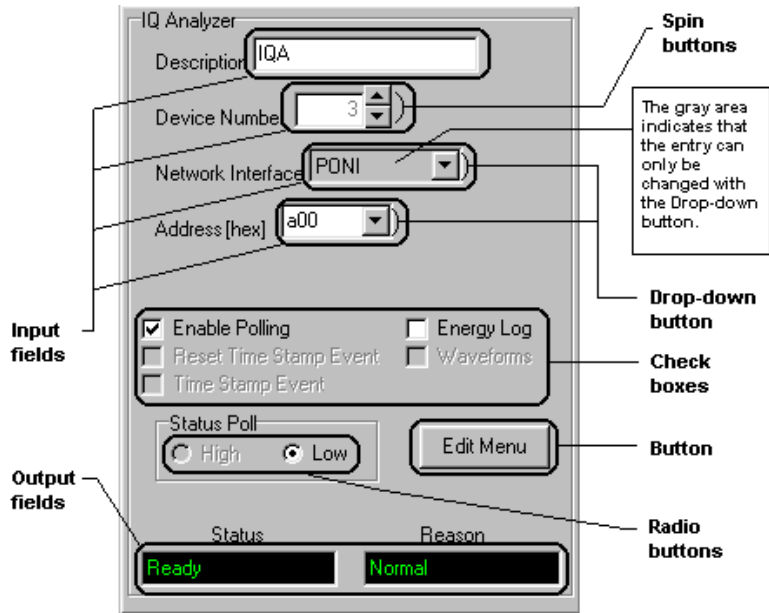 IQ Analyzer
Spin
buttons
Description IQA
Device Number 3
The gray area
indicates that
the entry can
only be
changed with
the Drop-down
button.
Network Interface PONI
Address [hex] a00
Drop-down
button
Input
fields
Enable Polling
Energy Log
Reset Time Stamp Event
Waveforms
Time Stamp Event
Check
boxes
Status Poll
High
Low
Edit Menu
Button
Output
fields
Radio
buttons
Status
Reason
Ready
Normal